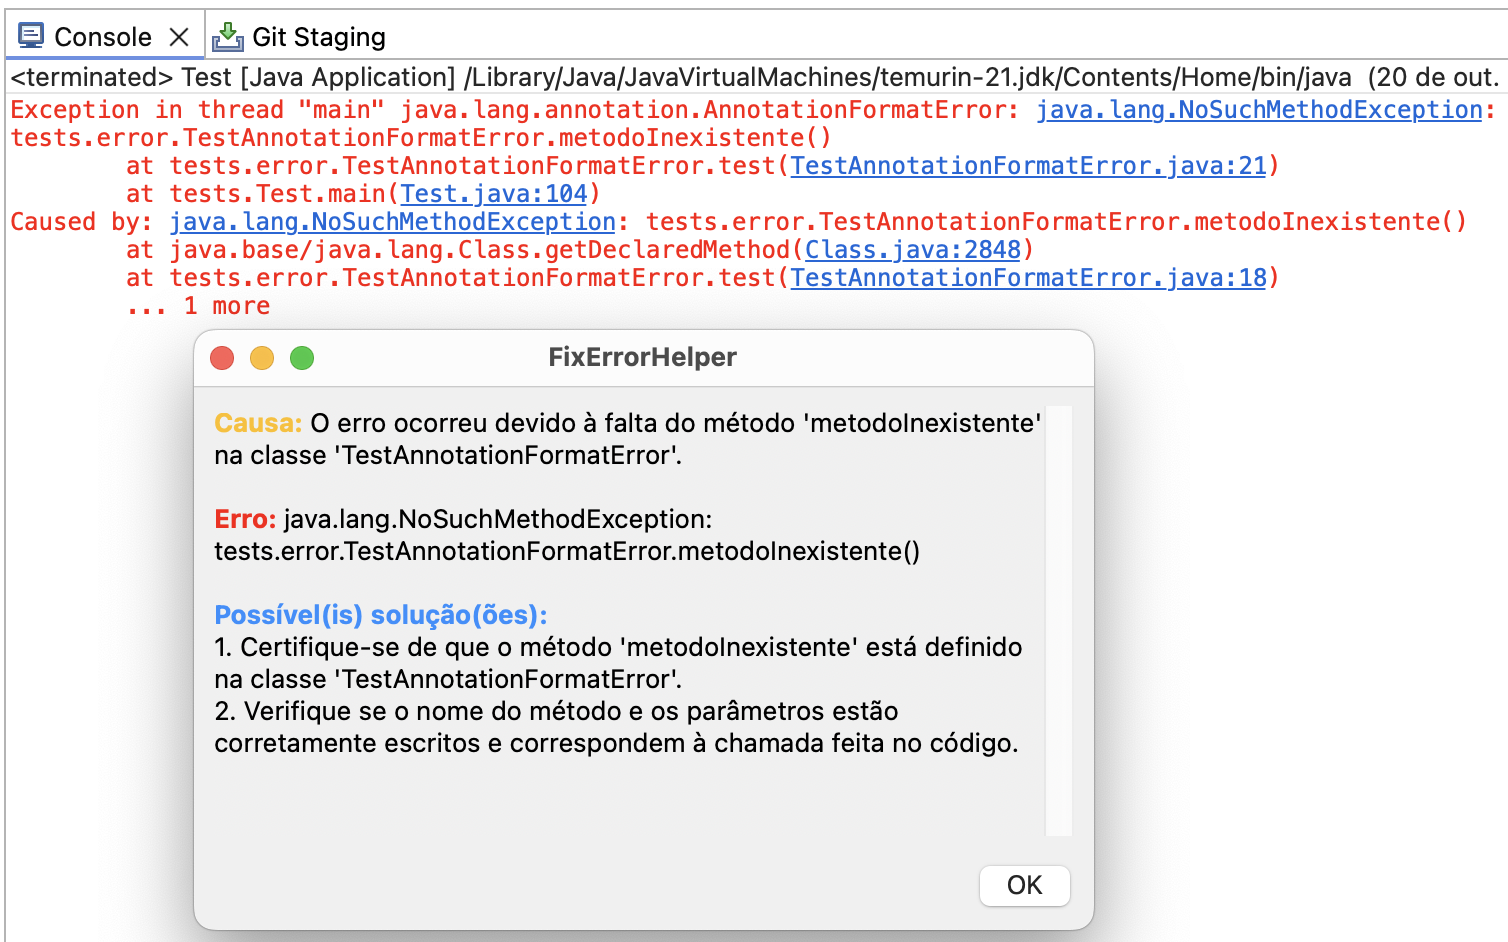 Console
Git Staging
<terminated> Test [Java Application] /Library/Java/JavaVirtualMachines/temurin-21.jdk/Contents/Home/bin/java (20 de out.
Exception in thread "main" java.lang.annotation.AnnotationFormatError: java.lang.NoSuchMethodException:
tests.error.TestAnnotationFormatError.metodoInexistente()
at tests.error.TestAnnotationFormatError.test(TestAnnotationFormatError.java:21)
at tests.Test.main(Test.java:104)
Caused by: java.lang.NoSuchMethodException: tests.error.TestAnnotationFormatError.metodoInexistente()
at java.base/java.lang.Class.getDeclaredMethod(Class.java:2848)
at tests.error.TestAnnotationFormatError.test(TestAnnotationFormatError.java:18)
... 1 more
FixErrorHelper
Causa: O erro ocorreu devido à falta do método 'metodoInexistente'
na classe 'TestAnnotationFormatError'.
Erro: java.lang.NoSuchMethodException:
tests.error.TestAnnotationFormatError.metodoInexistente()
Possível(is) solução(ões):
1. Certifique-se de que o método 'metodoInexistente' está definido
na classe 'TestAnnotationFormatError'.
2. Verifique se o nome do método e os parâmetros estão
corretamente escritos e correspondem à chamada feita no código.
OK